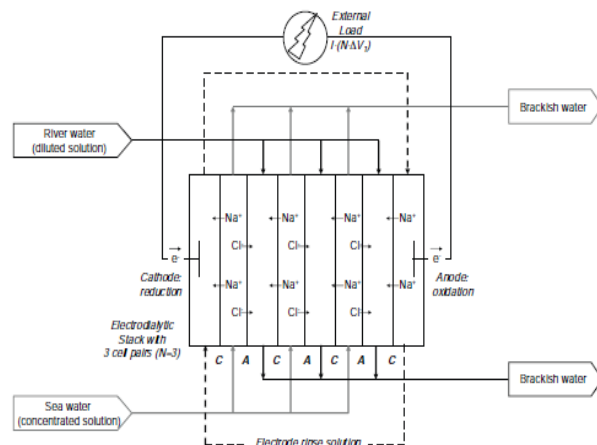 External
Load
I·(N·ΔV₁)
River water
(diluted solution)
Brackish water
Na⁺ Na⁺ Na⁺ Na⁺
Cl⁻ Cl⁻ Cl⁻
e⁻ e⁻
Cathode:
reduction
Anode:
oxidation
Na⁺ Na⁺ Na⁺ Na⁺
Cl⁻ Cl⁻ Cl⁻
Electrodialytic
Stack with
3 cell pairs (N=3)
C A C A C A C
Brackish water
Sea water
(concentrated solution)
Electrode rinse solution